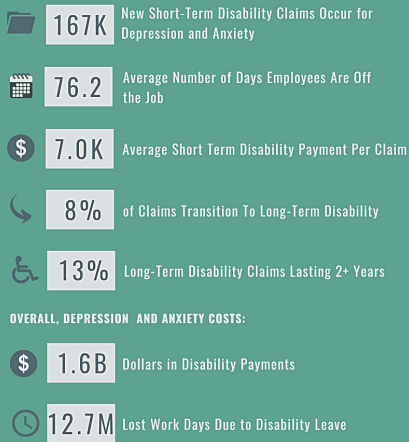 167K New Short-Term Disability Claims Occur for
Depression and Anxiety
76.2 Average Number of Days Employees Are Off
the Job
$ 7.0K Average Short Term Disability Payment Per Claim
8% of Claims Transition To Long-Term Disability
13% Long-Term Disability Claims Lasting 2+ Years
OVERALL, DEPRESSION AND ANXIETY COSTS:
$ 1.6B Dollars in Disability Payments
12.7M Lost Work Days Due to Disability Leave